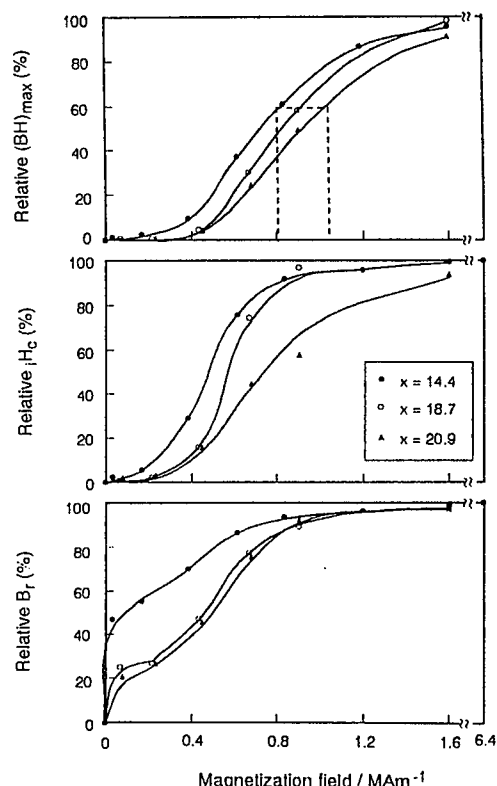 Relative (BH)max (%)
100
80
60
40
20
0
Relative iHc (%)
100
80
60
40
20
0
x = 14.4
x = 18.7
x = 20.9
Relative Br (%)
100
80
60
40
20
0
0 0.4 0.8 1.2 1.6 6.4
Magnetization field / MAm-1